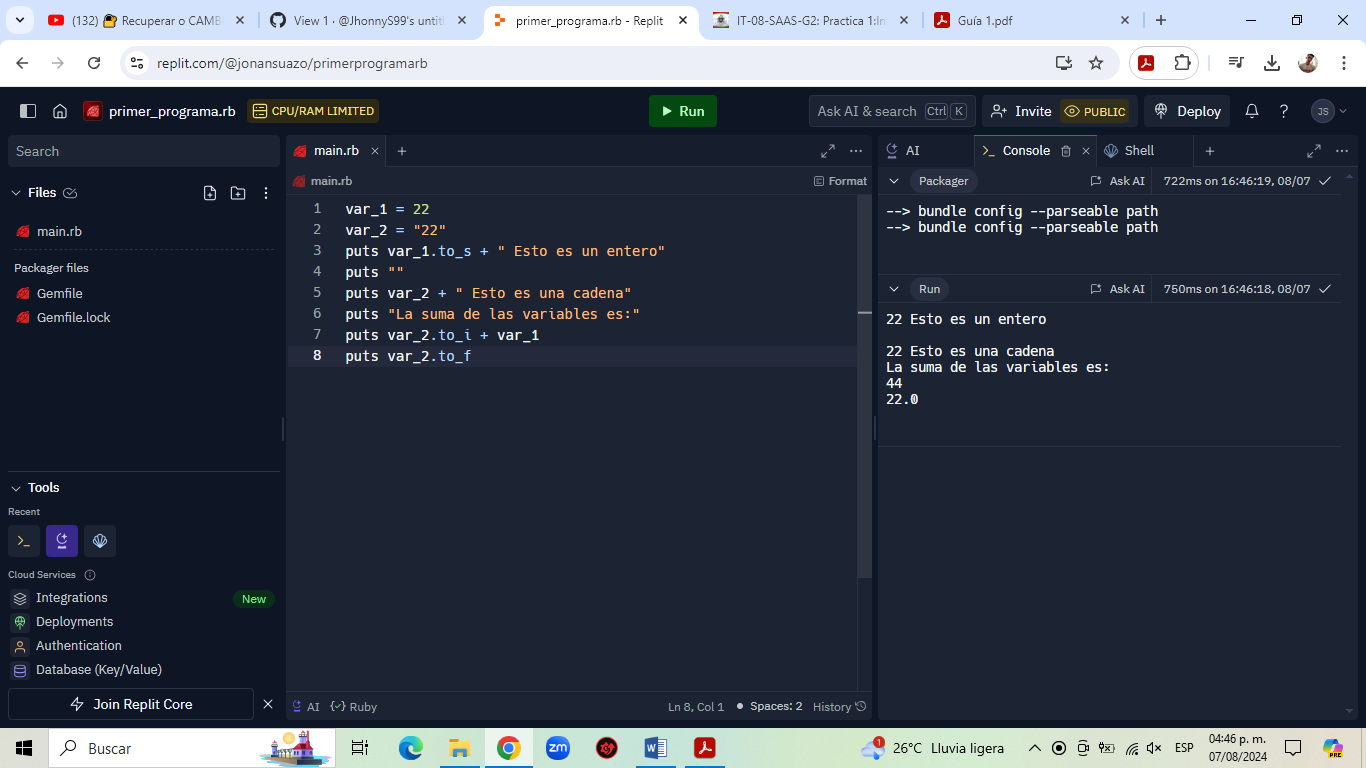 (132) Recuperar o CAMB
View 1 · @JhonnyS99's untitl
primer_programa.rb - Replit
IT-08-SAAS-G2: Practica 1:In
Guía 1.pdf
replit.com/@jonansuazo/primerprogramarb
primer_programa.rb
CPU/RAM LIMITED
Run
Ask AI & search Ctrl K
Invite
PUBLIC
Deploy
JS
Search
Files
main.rb
Packager files
Gemfile
Gemfile.lock
Tools
Recent
Cloud Services
Integrations New
Deployments
Authentication
Database (Key/Value)
Join Replit Core
main.rb
main.rb Format
1 var_1 = 22
2 var_2 = "22"
3 puts var_1.to_s + " Esto es un entero"
4 puts ""
5 puts var_2 + " Esto es una cadena"
6 puts "La suma de las variables es:"
7 puts var_2.to_i + var_1
8 puts var_2.to_f
AI {} Ruby Ln 8, Col 1 Spaces: 2 History
AI
Console
Shell
Packager Ask AI 722ms on 16:46:19, 08/07
--> bundle config --parseable path
--> bundle config --parseable path
Run Ask AI 750ms on 16:46:18, 08/07
22 Esto es un entero
22 Esto es una cadena
La suma de las variables es:
44
22.0
Buscar
zm
W
1
26°C Lluvia ligera
ESP
04:46 p. m.
07/08/2024
PRE